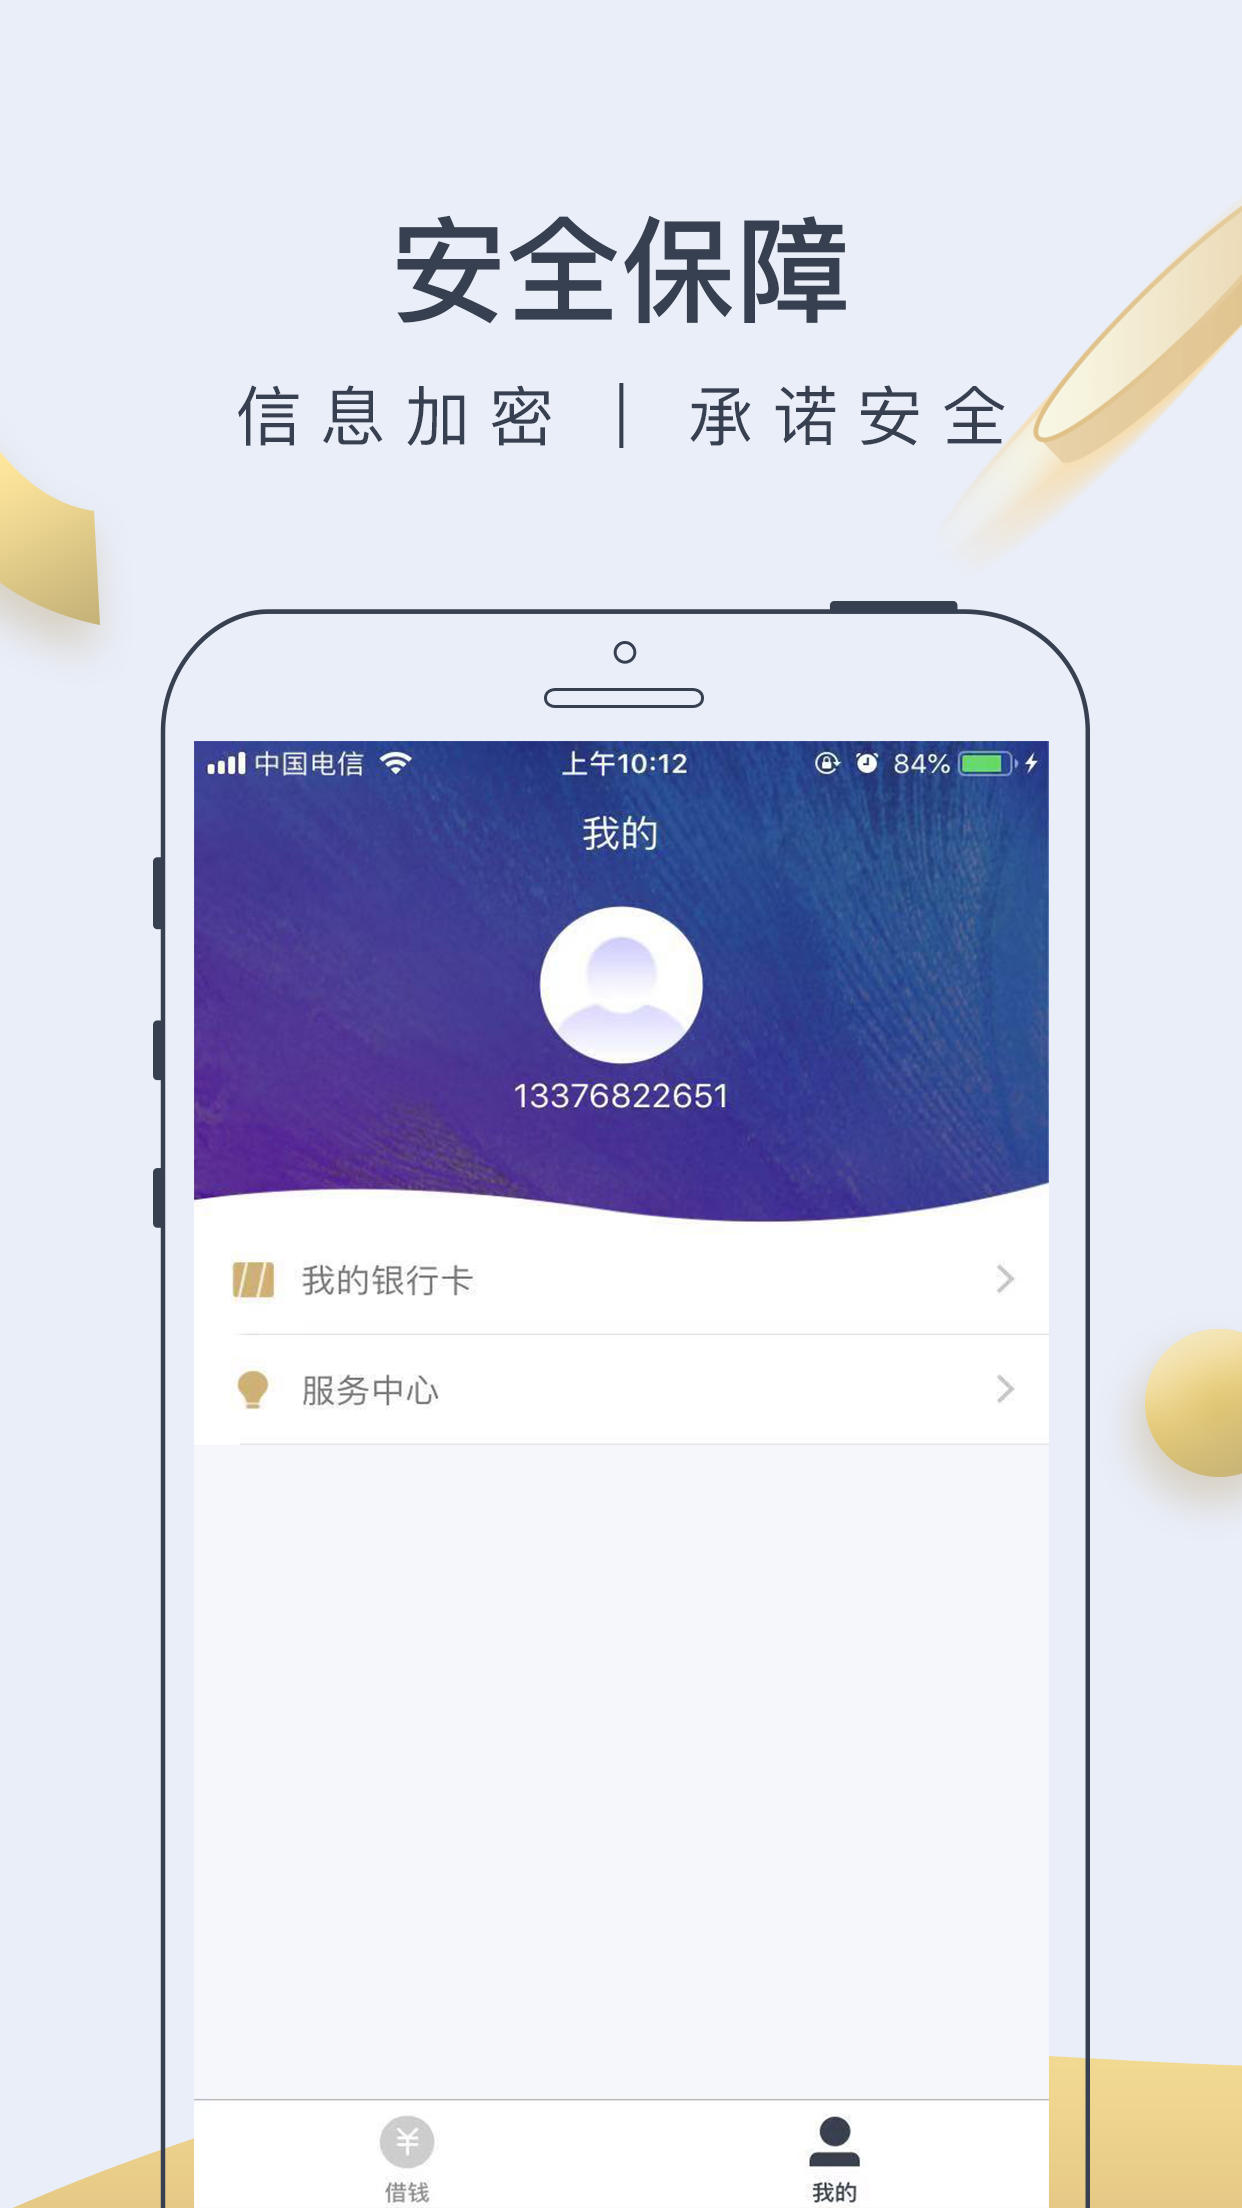 安全保障
信息加密 | 承诺安全
中国电信 上午10:12 84%
我的
13376822651
我的银行卡
服务中心
¥
借钱 我的